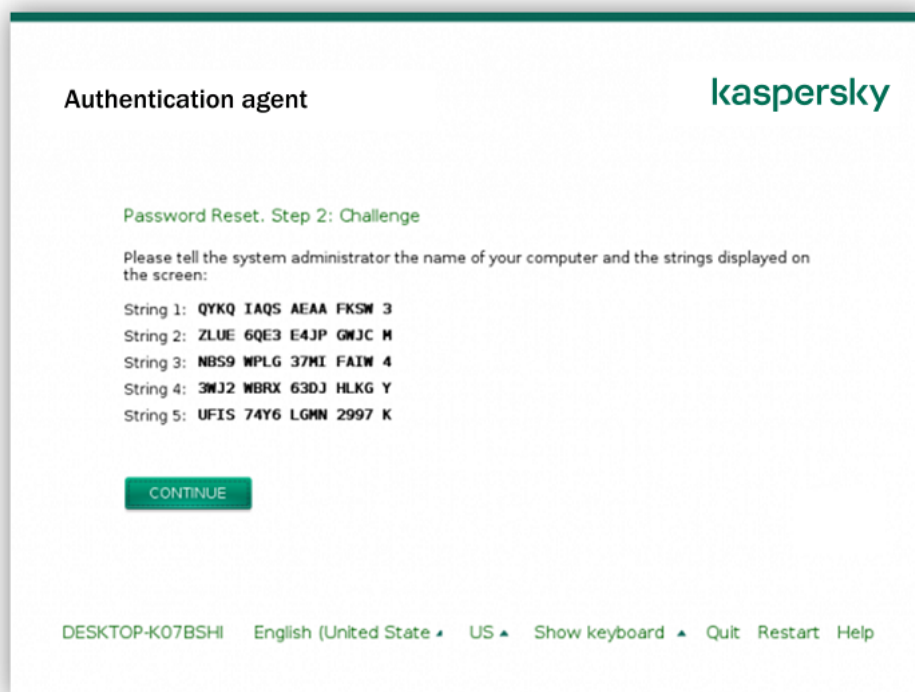 Authentication agent
kaspersky
Password Reset. Step 2: Challenge
Please tell the system administrator the name of your computer and the strings displayed on
the screen:
String 1: QYKQ IAQS AEAA FKSW 3
String 2: ZLUE 6QE3 E4JP GWJC M
String 3: NBS9 WPLG 37MI FAIW 4
String 4: 3WJ2 WBRX 63DJ HLKG Y
String 5: UFIS 74Y6 LGMN 2997 K
CONTINUE
DESKTOP-K07BSHI English (United State US Show keyboard Quit Restart Help